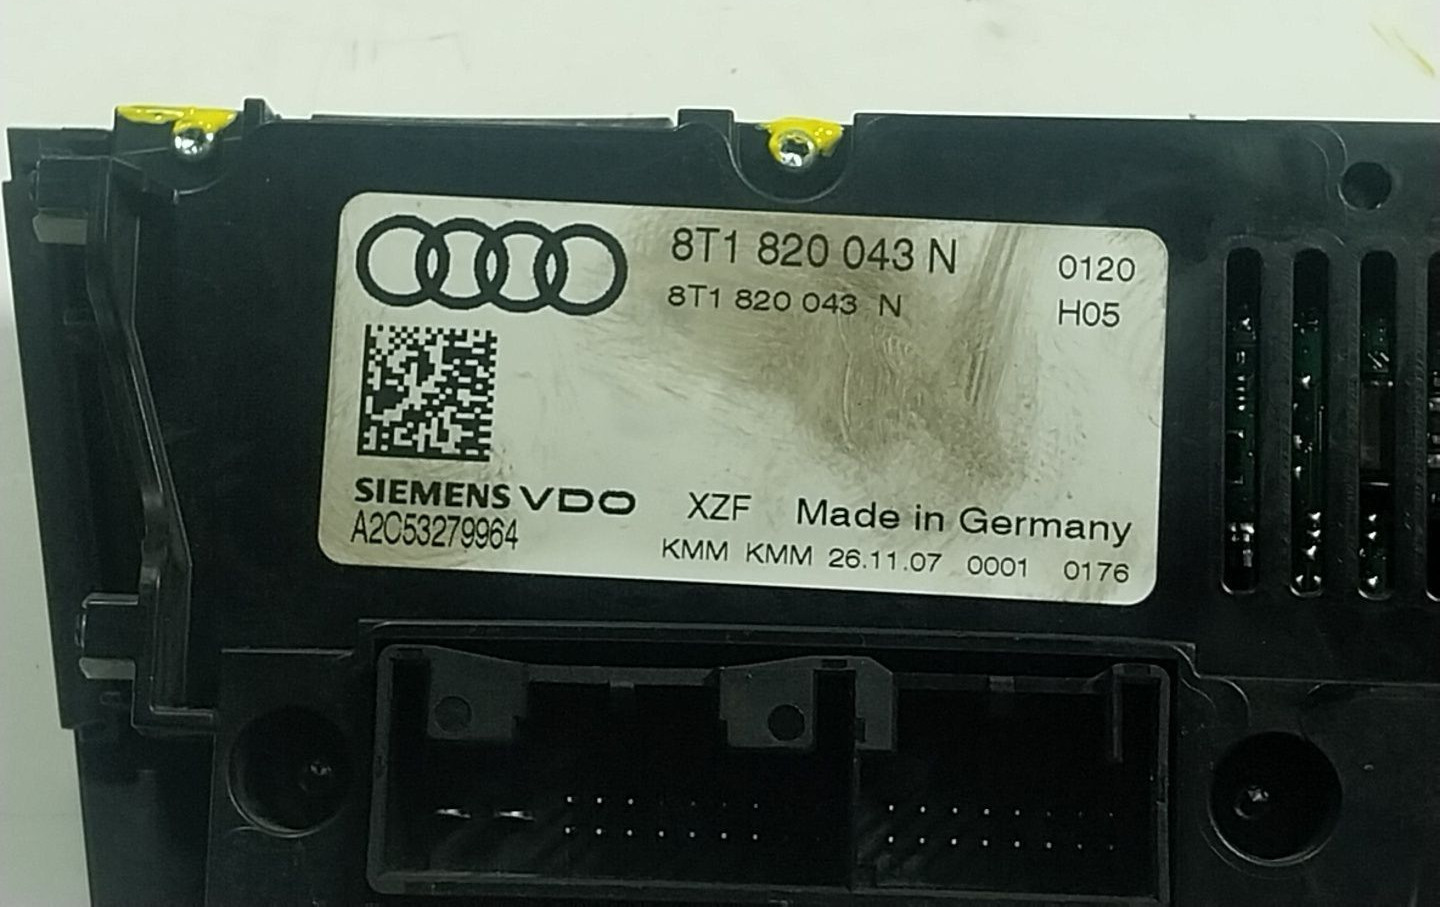 8T1 820 043 N
8T1 820 043 N
0120
H05
SIEMENS VDO
A2C53279964
XZF Made in Germany
KMM KMM 26.11.07 0001 0176